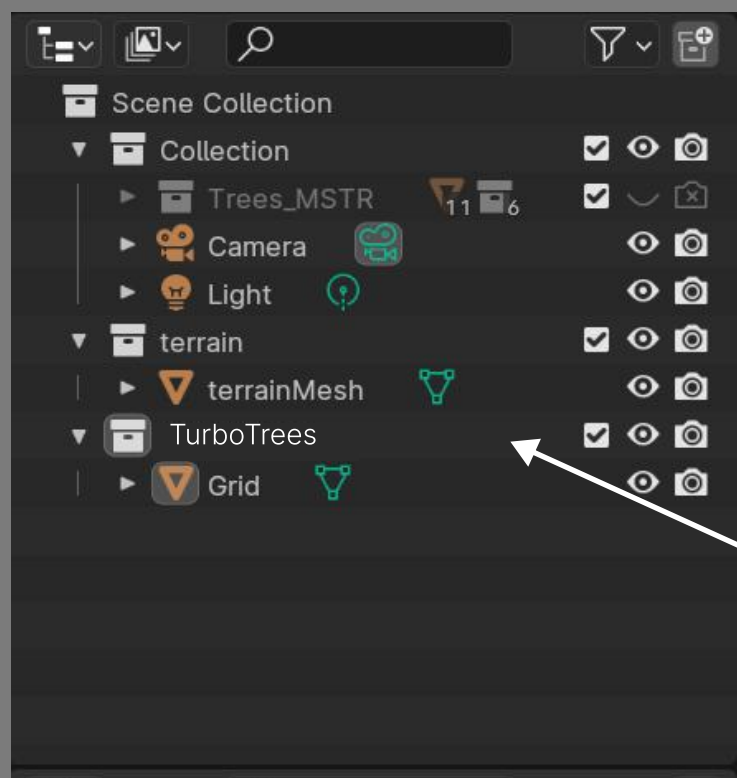 Scene Collection
Collection
Trees_MSTR 11 6
Camera
Light
terrain
terrainMesh
TurboTrees
Grid